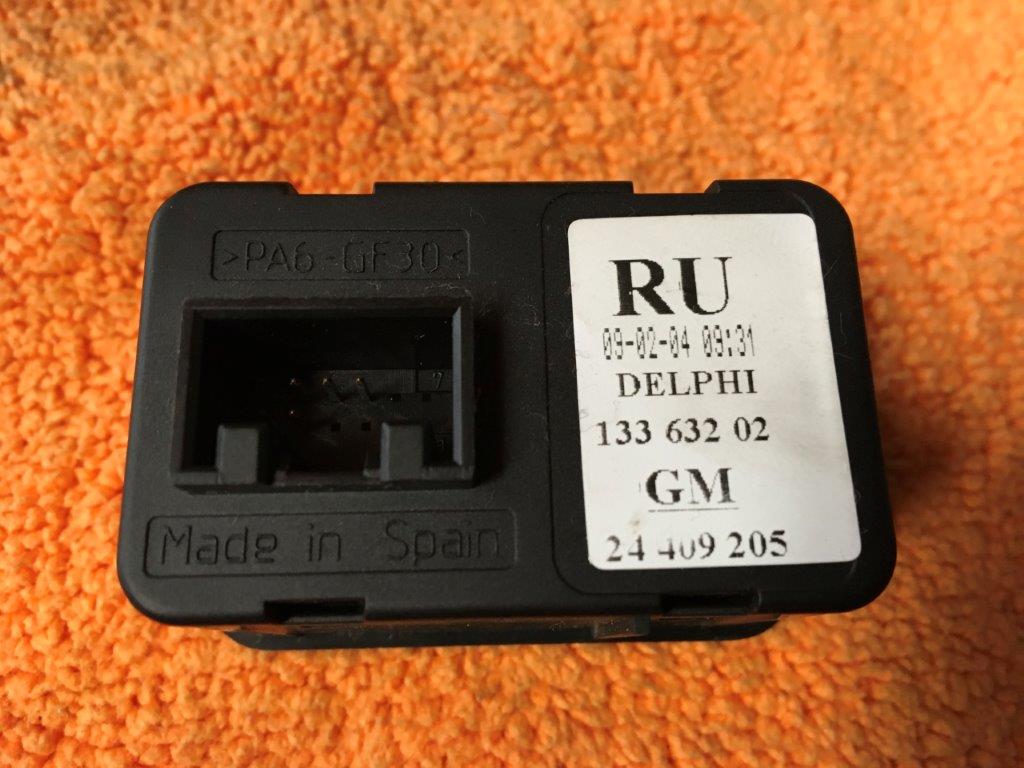 >PA6-GF30<
7
Made in Spain
RU
09-02-04 09:31
DELPHI
133 632 02
GM
24 409 205